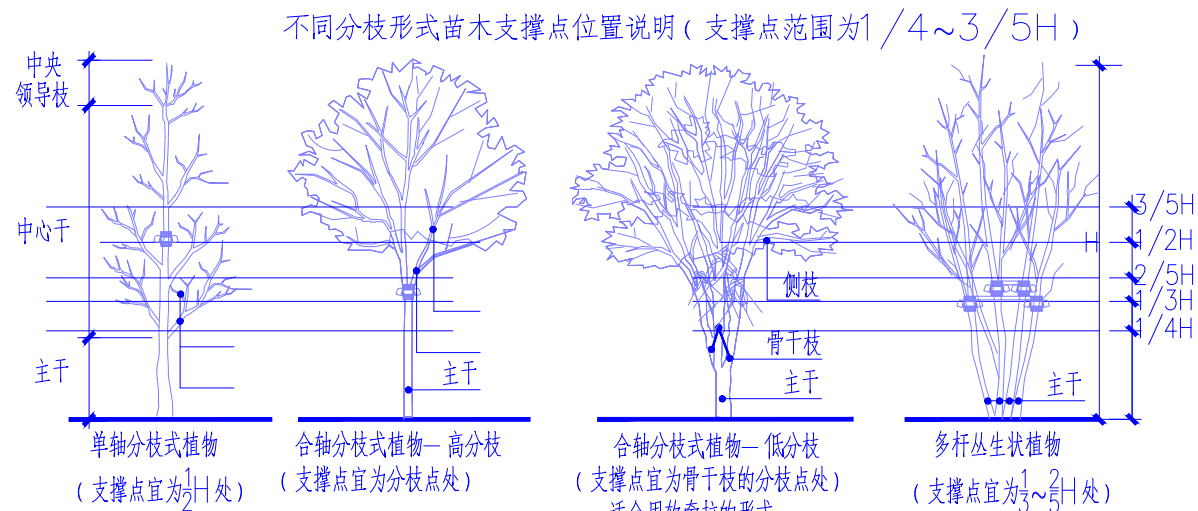 不同分枝形式苗木支撑点位置说明(支撑点范围为1/4~3/5H)
中央
领导枝
中心干
主干
侧枝
骨干枝
主干
主干
主干
H
3/5H
1/2H
2/5H
1/3H
1/4H
单轴分枝式植物
(支撑点宜为1/2H处)
合轴分枝式植物—高分枝
(支撑点宜为分枝点处)
合轴分枝式植物—低分枝
(支撑点宜为骨干枝的分枝点处)
多杆丛生状植物
(支撑点宜为1/3~2/5H处)